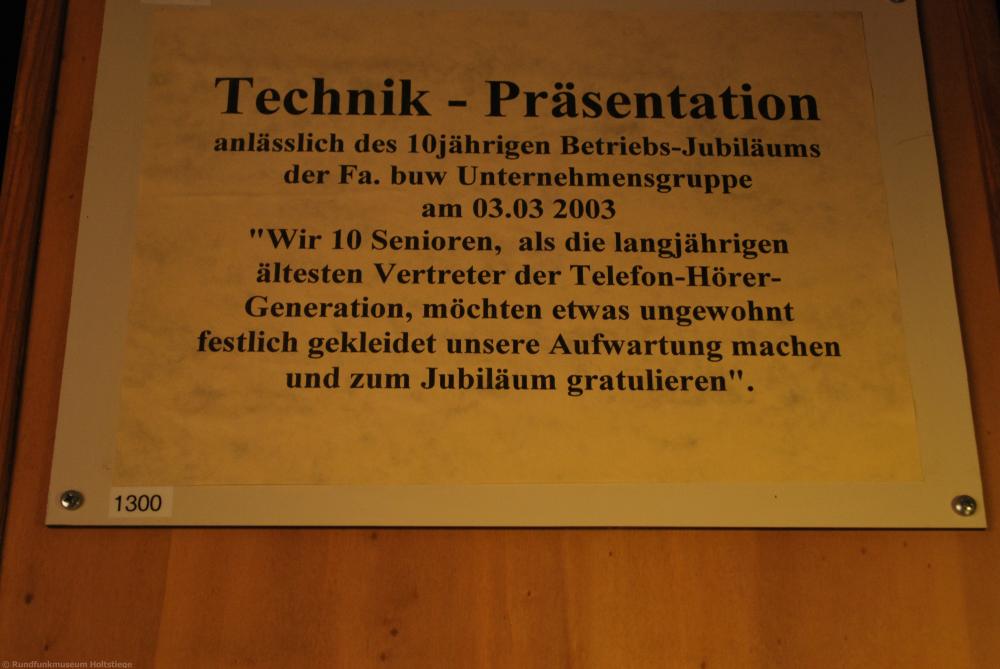 Technik - Präsentation
anlässlich des 10jährigen Betriebs-Jubiläums
der Fa. buw Unternehmensgruppe
am 03.03 2003
"Wir 10 Senioren, als die langjährigen
ältesten Vertreter der Telefon-Hörer-
Generation, möchten etwas ungewohnt
festlich gekleidet unsere Aufwartung machen
und zum Jubiläum gratulieren".
1300
© Rundfunkmuseum Holtstiege